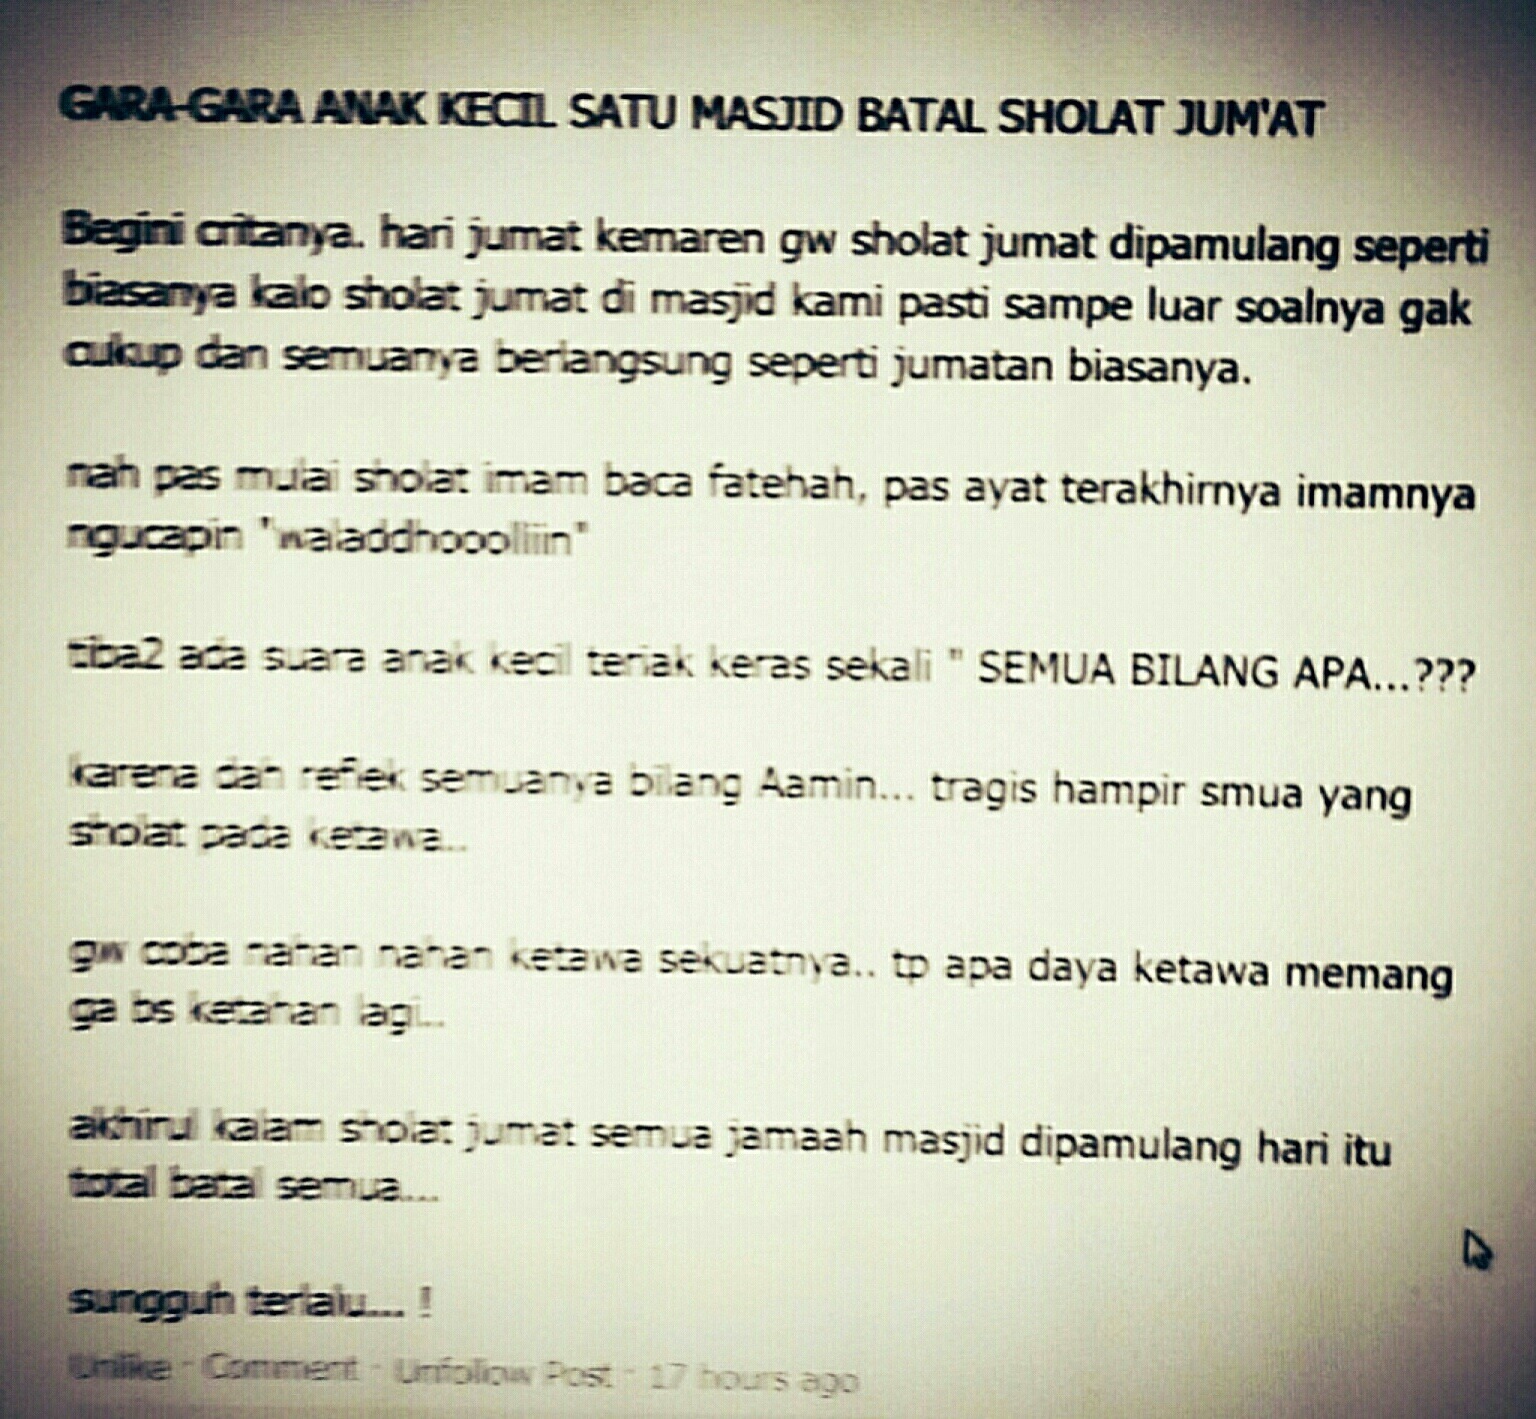 GARA-GARA ANAK KECIL SATU MASJID BATAL SHOLAT JUM'AT
Begini critanya. hari jumat kemaren gw sholat jumat dipamulang seperti
biasanya kalo sholat jumat di masjid kami pasti sampe luar soalnya gak
cukup dan semuanya berlangsung seperti jumatan biasanya.
nah pas mulai sholat imam baca fatehah, pas ayat terakhirnya imamnya
ngucapin "waladdhooolliin"
tiba2 ada suara anak kecil teriak keras sekali " SEMUA BILANG APA...???
karena dah reflek semuanya bilang Aamin... tragis hampir smua yang
sholat pada ketawa..
gw coba nahan nahan ketawa sekuatnya.. tp apa daya ketawa memang
ga bs ketahan lagi..
akhirul kalam sholat jumat semua jamaah masjid dipamulang hari itu
total batal semua....
sungguh terlalu... !
Unlike · Comment · Unfollow Post · 17 hours ago